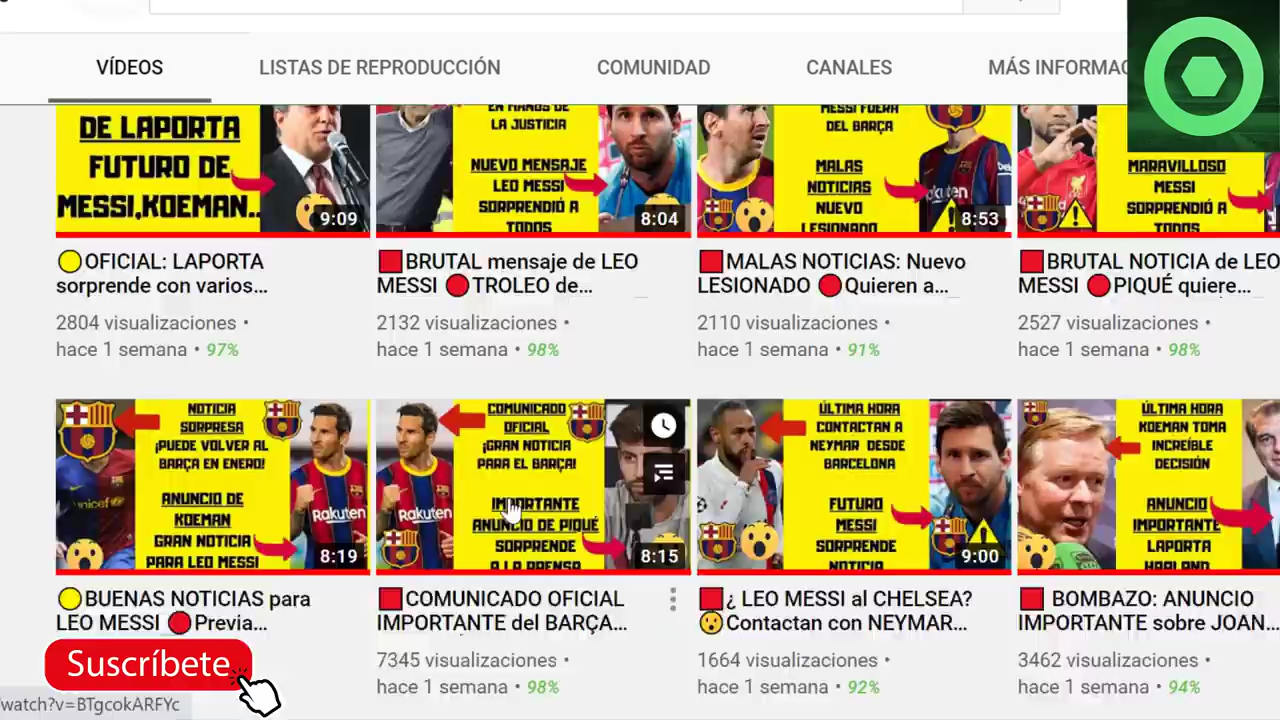 VÍDEOS
LISTAS DE REPRODUCCIÓN
COMUNIDAD
CANALES
MÁS INFORMAC
DE LAPORTA
FUTURO DE
MESSI,KOEMAN..
9:09
EN MANOS DE
LA JUSTICIA
NUEVO MENSAJE
LEO MESSI
SORPRENDIÓ A
TODOS
8:04
MESSI FUERA
DEL BARÇA
MALAS
NOTICIAS
NUEVO
LESIONADO
Rakuten
8:53
MARAVILLOSO
MESSI
SORPRENDIÓ A
TODOS
🟡OFICIAL: LAPORTA
sorprende con varios...
2804 visualizaciones •
hace 1 semana • 97%
🟥BRUTAL mensaje de LEO
MESSI 🔴TROLEO de...
2132 visualizaciones •
hace 1 semana • 98%
🟥MALAS NOTICIAS: Nuevo
LESIONADO 🔴Quieren a...
2110 visualizaciones •
hace 1 semana • 91%
🟥BRUTAL NOTICIA de LEO
MESSI 🔴PIQUÉ quiere...
2527 visualizaciones •
hace 1 semana • 98%
NOTICIA
SORPRESA
¡PUEDE VOLVER AL
BARÇA EN ENERO!
ANUNCIO DE
KOEMAN
GRAN NOTICIA
PARA LEO MESSI
unicef
Rakuten
8:19
COMUNICADO
OFICIAL
¡GRAN NOTICIA
PARA EL BARÇA!
IMPORTANTE
ANUNCIO DE PIQUÉ
SORPRENDE
A LA PRENSA
Rakuten
8:15
ÚLTIMA HORA
CONTACTAN A
NEYMAR DESDE
BARCELONA
FUTURO
MESSI
SORPRENDE
NOTICIA
9:00
ÚLTIMA HORA
KOEMAN TOMA
INCREÍBLE
DECISIÓN
ANUNCIO
IMPORTANTE
LAPORTA
HAALAND
🟡BUENAS NOTICIAS para
LEO MESSI 🔴Previa...
🟥COMUNICADO OFICIAL
IMPORTANTE del BARÇA...
7345 visualizaciones •
hace 1 semana • 98%
🟥¿ LEO MESSI al CHELSEA?
😮Contactan con NEYMAR...
1664 visualizaciones •
hace 1 semana • 92%
🟥 BOMBAZO: ANUNCIO
IMPORTANTE sobre JOAN...
3462 visualizaciones •
hace 1 semana • 94%
Suscríbete
/watch?v=BTgcokARFYc